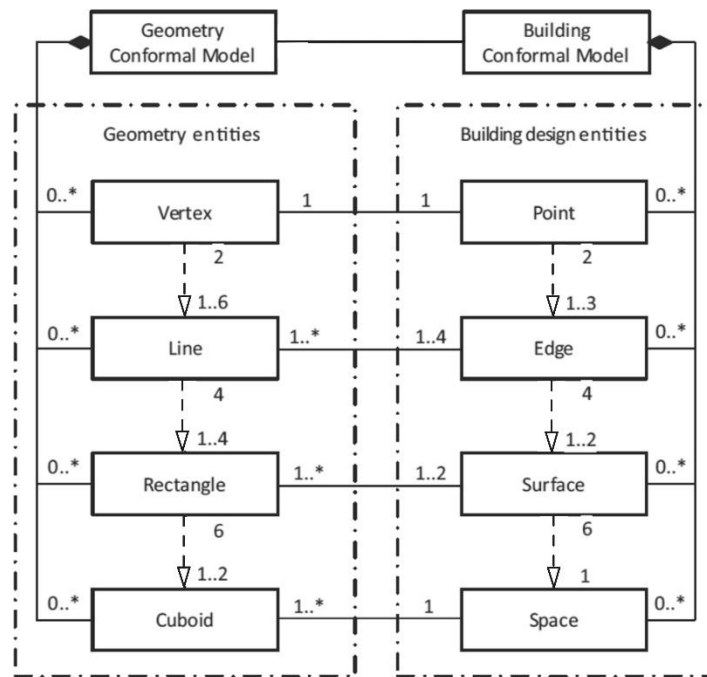 Geometry
Conformal Model
Building
Conformal Model
Geometry entities
Building design entities
0..*
Vertex
1
1
Point
0..*
2
2
1..6
1..3
0..*
Line
1..*
1..4
Edge
0..*
4
4
1..4
1..2
0..*
Rectangle
1..*
1..2
Surface
0..*
6
6
1..2
1
0..*
Cuboid
1..*
1
Space
0..*